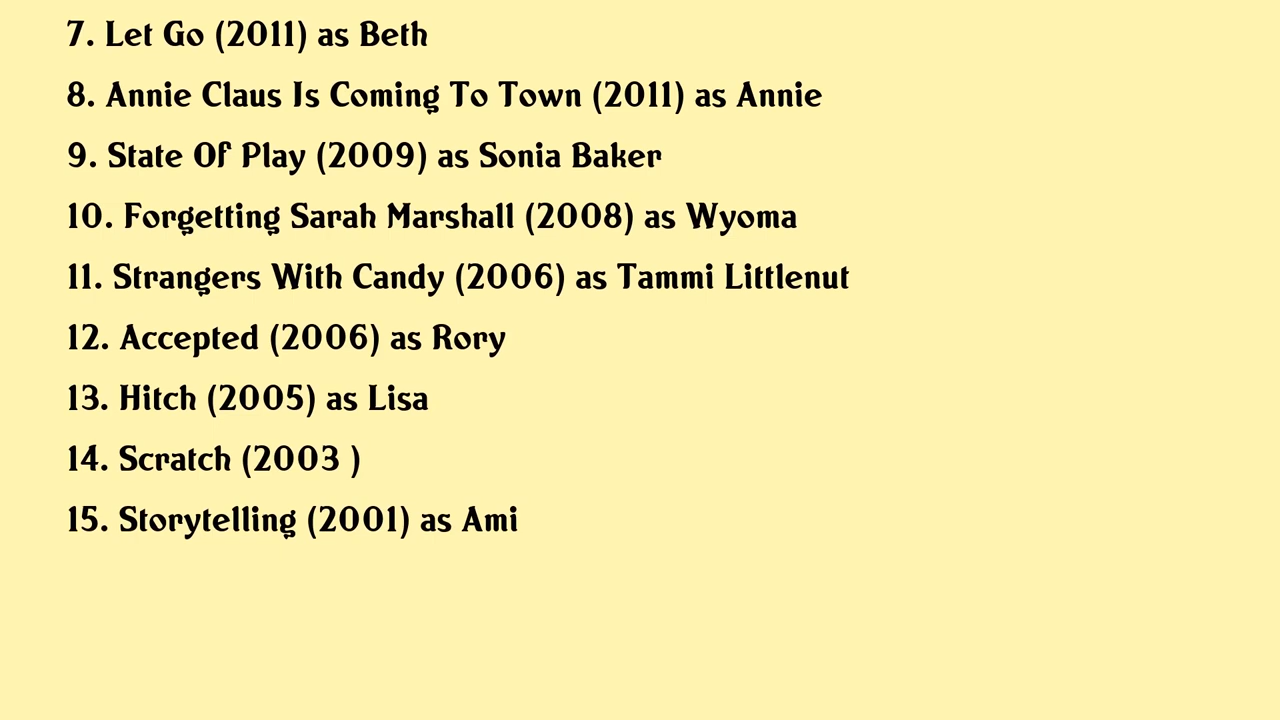 7. Let Go (2011) as Beth
8. Annie Claus Is Coming To Town (2011) as Annie
9. State Of Play (2009) as Sonia Baker
10. Forgetting Sarah Marshall (2008) as Wyoma
11. Strangers With Candy (2006) as Tammi Littlenut
12. Accepted (2006) as Rory
13. Hitch (2005) as Lisa
14. Scratch (2003 )
15. Storytelling (2001) as Ami